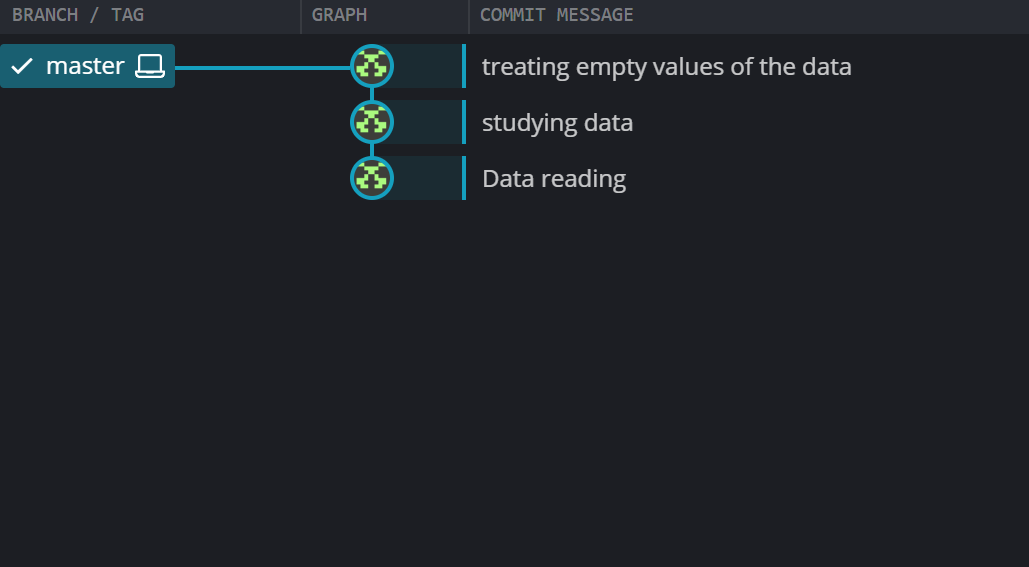 BRANCH / TAG GRAPH COMMIT MESSAGE
master treating empty values of the data
studying data
Data reading